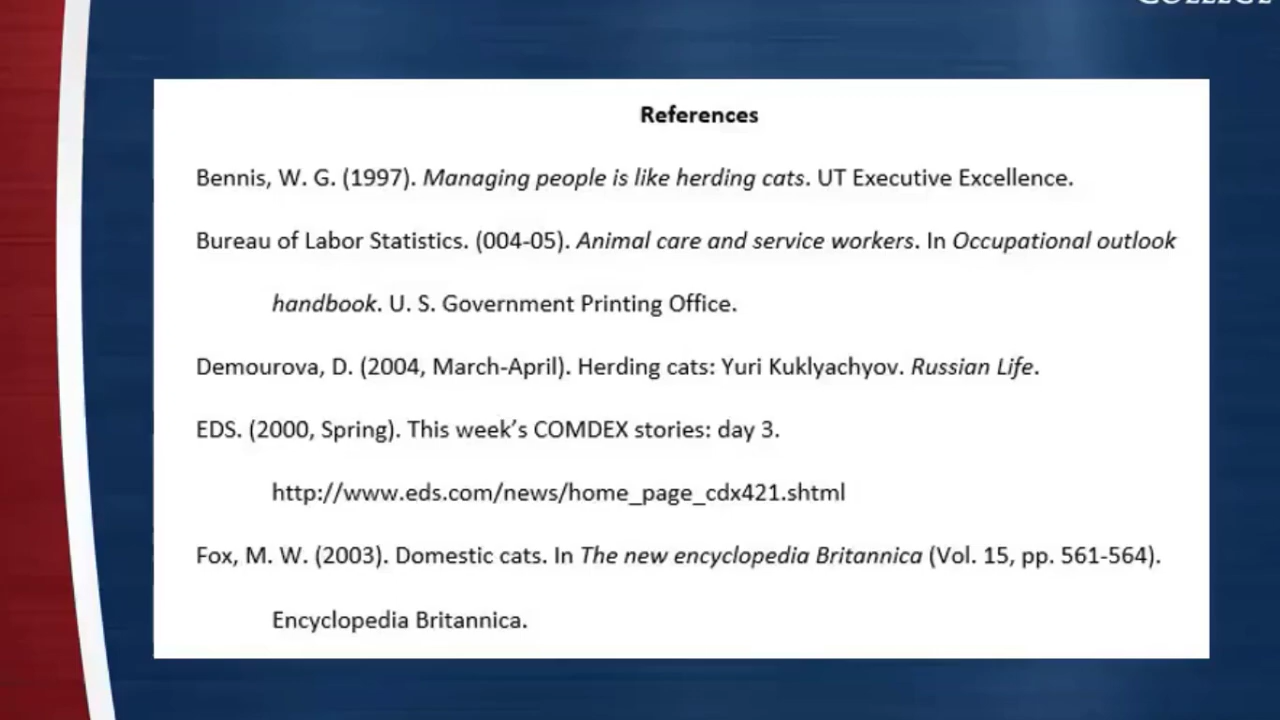 References
Bennis, W. G. (1997). Managing people is like herding cats. UT Executive Excellence.
Bureau of Labor Statistics. (004-05). Animal care and service workers. In Occupational outlook
handbook. U. S. Government Printing Office.
Demourova, D. (2004, March-April). Herding cats: Yuri Kuklyachyov. Russian Life.
EDS. (2000, Spring). This week’s COMDEX stories: day 3.
http://www.eds.com/news/home_page_cdx421.shtml
Fox, M. W. (2003). Domestic cats. In The new encyclopedia Britannica (Vol. 15, pp. 561-564).
Encyclopedia Britannica.